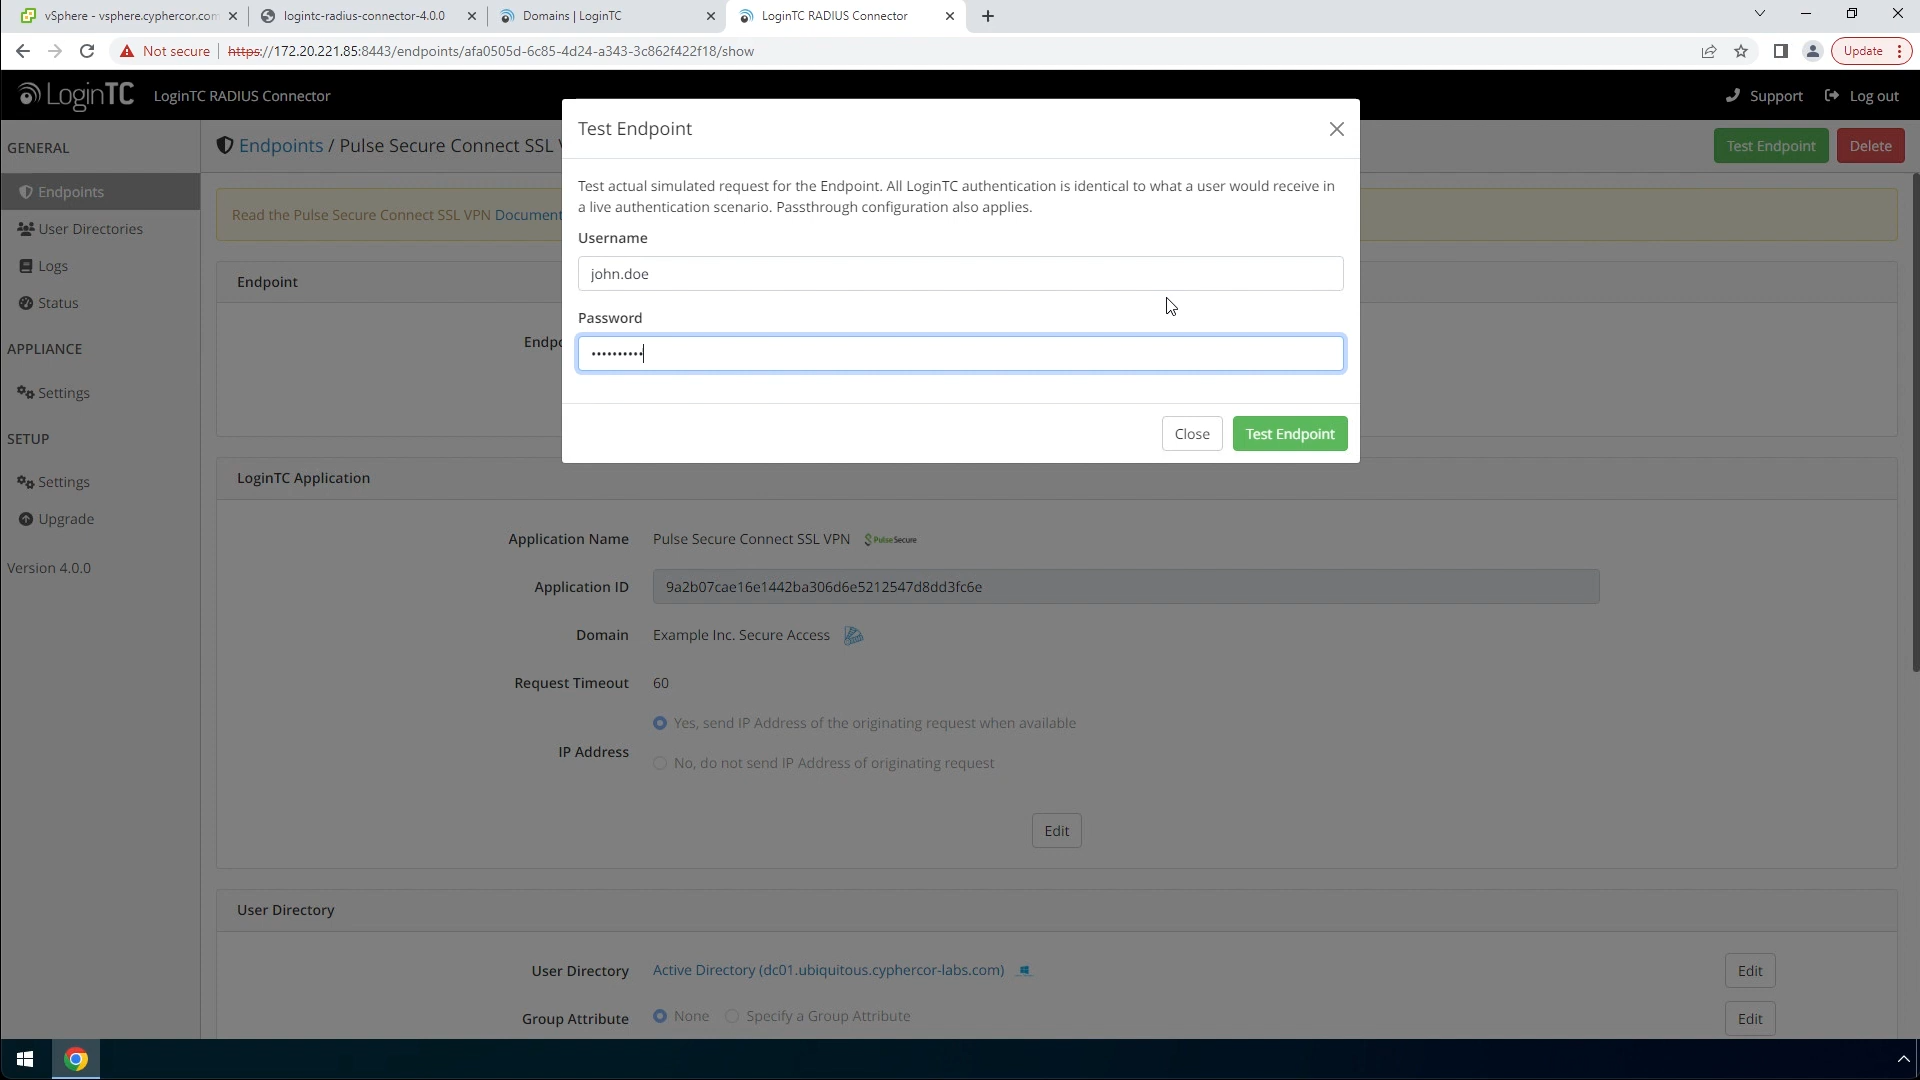 vSphere - vsphere.cyphercor.com
logintc-radius-connector-4.0.0
Domains | LoginTC
LoginTC RADIUS Connector
Not secure
https://172.20.221.85:8443/endpoints/afa0505d-6c85-4d24-a343-3c862f422f18/show
Update
LoginTC
LoginTC RADIUS Connector
Support
Log out
GENERAL
Endpoints
User Directories
Logs
Status
APPLIANCE
Settings
SETUP
Settings
Upgrade
Version 4.0.0
Endpoints / Pulse Secure Connect SSL V
Test Endpoint
Delete
Read the Pulse Secure Connect SSL VPN Document
Endpoint
Endpo
Test Endpoint
Test actual simulated request for the Endpoint. All LoginTC authentication is identical to what a user would receive in
a live authentication scenario. Passthrough configuration also applies.
Username
john.doe
Password
••••••••••
Close
Test Endpoint
LoginTC Application
Application Name
Pulse Secure Connect SSL VPN
Pulse Secure
Application ID
9a2b07cae16e1442ba306d6e5212547d8dd3fc6e
Domain
Example Inc. Secure Access
Request Timeout
60
IP Address
Yes, send IP Address of the originating request when available
No, do not send IP Address of originating request
Edit
User Directory
User Directory
Active Directory (dc01.ubiquitous.cyphercor-labs.com)
Edit
Group Attribute
None
Specify a Group Attribute
Edit